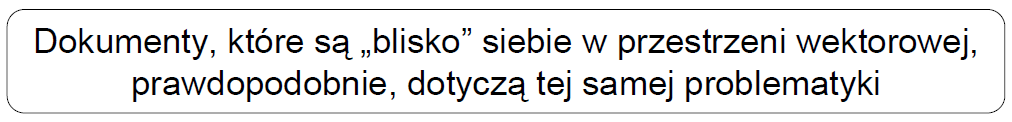 Dokumenty, które są „blisko” siebie w przestrzeni wektorowej,
prawdopodobnie, dotyczą tej samej problematyki